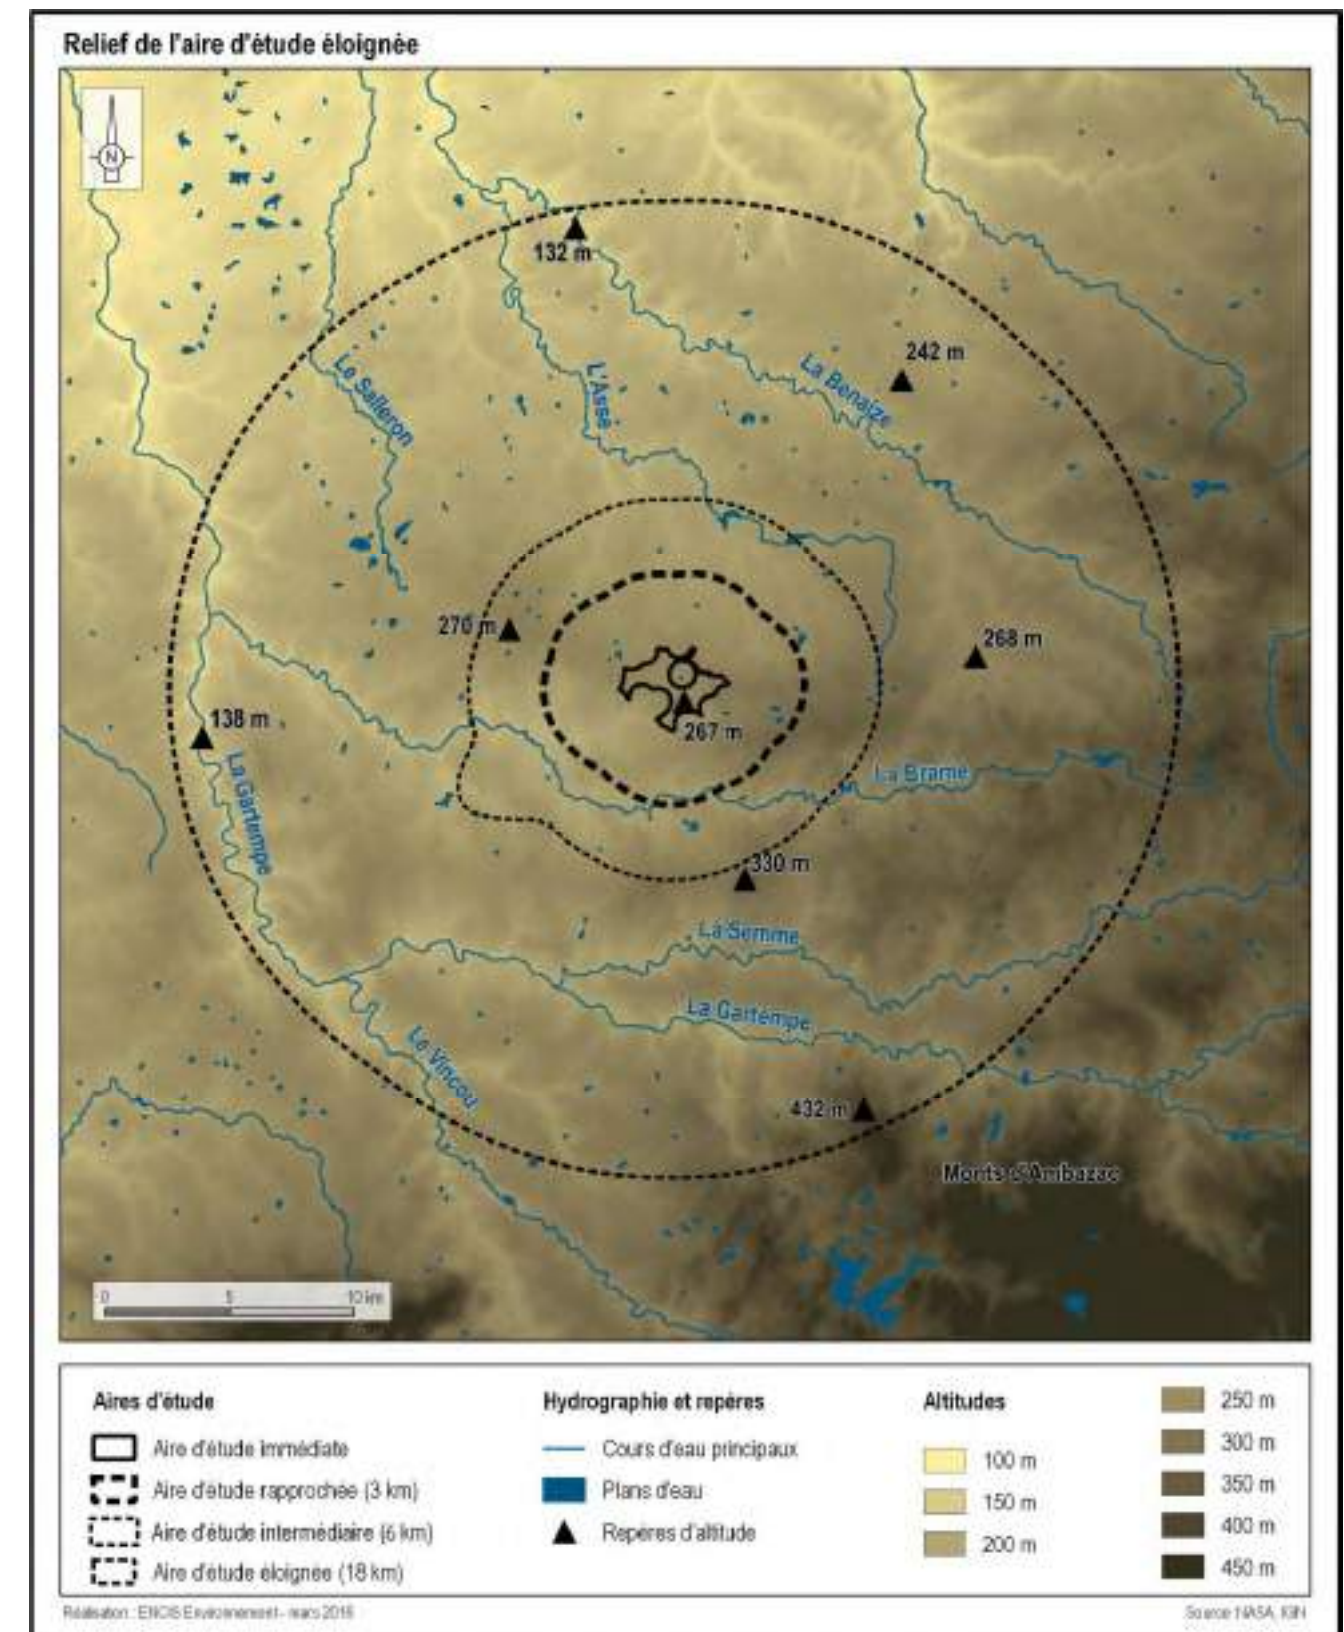 Relief de l'aire d'étude éloignée
N
132 m
242 m
Le Salleron
L'Asse
La Benaize
270 m
268 m
267 m
138 m
La Gartempe
La Brame
330 m
La Semme
La Gartempe
Le Vincou
432 m
Monts d'Ambazac
0 5 10 km
Aires d'étude
Aire d'étude immédiate
Aire d'étude rapprochée (3 km)
Aire d'étude intermédiaire (6 km)
Aire d'étude éloignée (18 km)
Hydrographie et repères
Cours d'eau principaux
Plans d'eau
Repères d'altitude
Altitudes
100 m
150 m
200 m
250 m
300 m
350 m
400 m
450 m
Réalisation : ENCIS Environnement - mars 2016
Source NASA, IGN